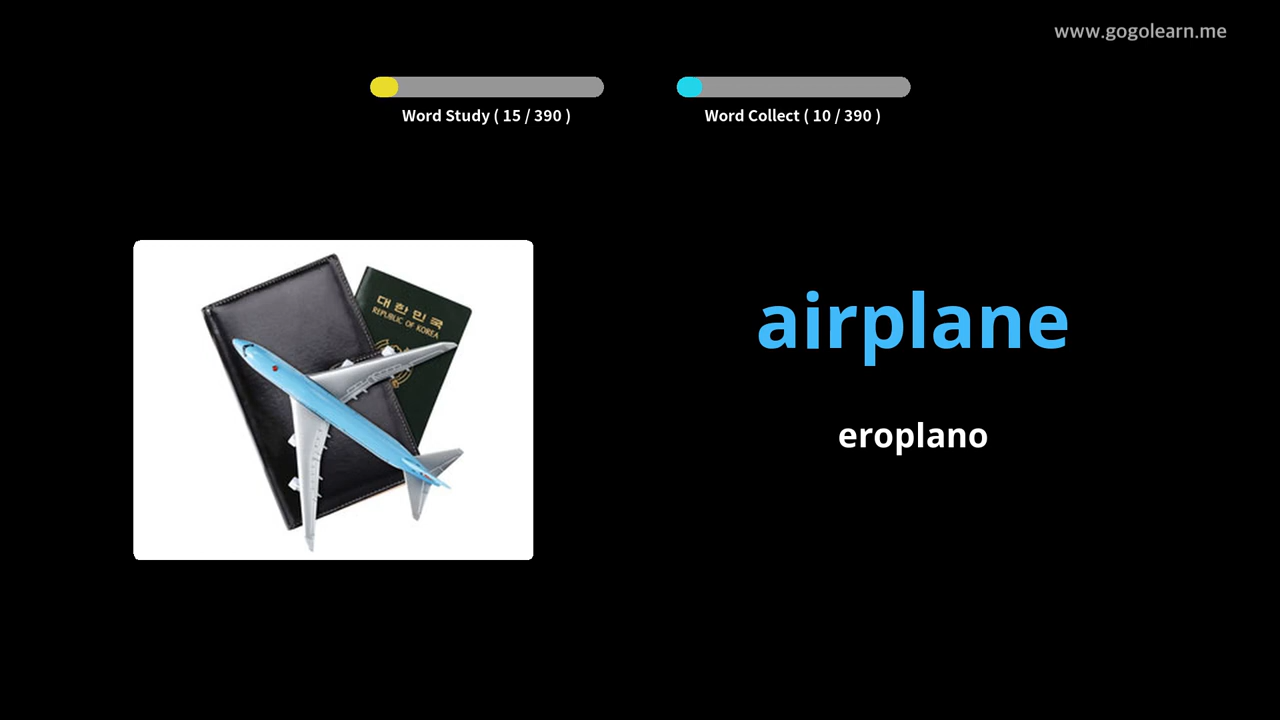 www.gogolearn.me
Word Study ( 15 / 390 )
Word Collect ( 10 / 390 )
대한민국
REPUBLIC OF KOREA
airplane
eroplano